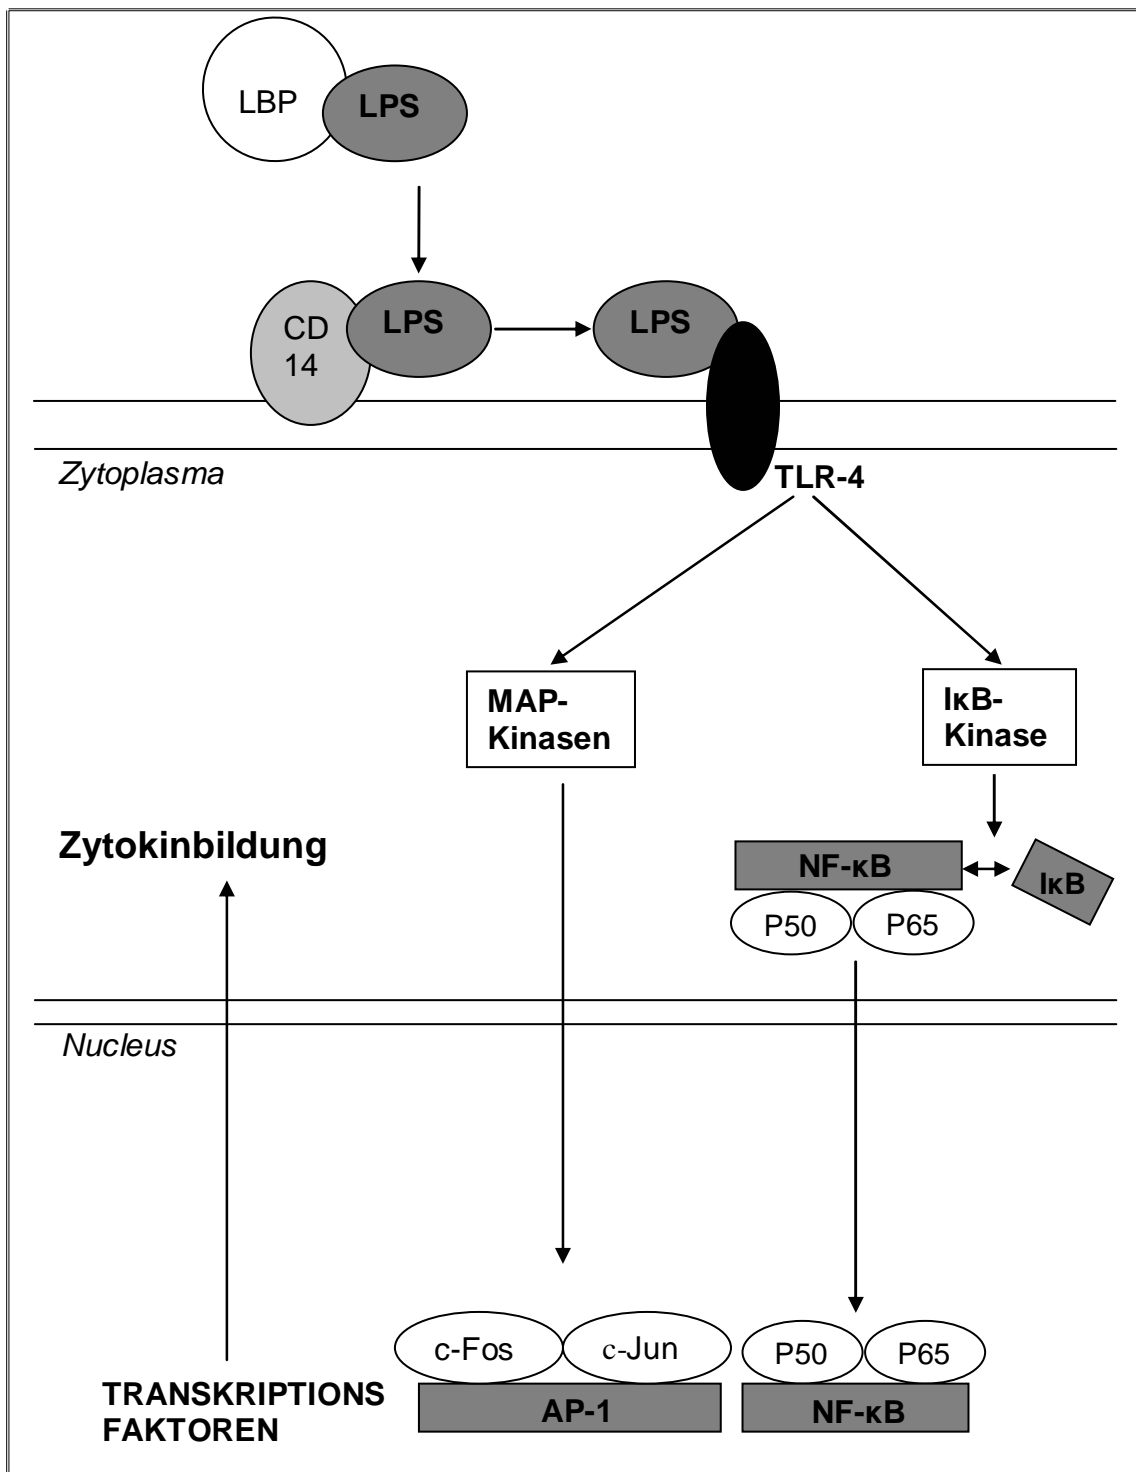 LBP
LPS
CD
14
LPS
LPS
Zytoplasma
TLR-4
MAP-
Kinasen
IκB-
Kinase
Zytokinbildung
NF-κB
IκB
P50
P65
Nucleus
c-Fos
c-Jun
P50
P65
TRANSKRIPTIONS
FAKTOREN
AP-1
NF-κB